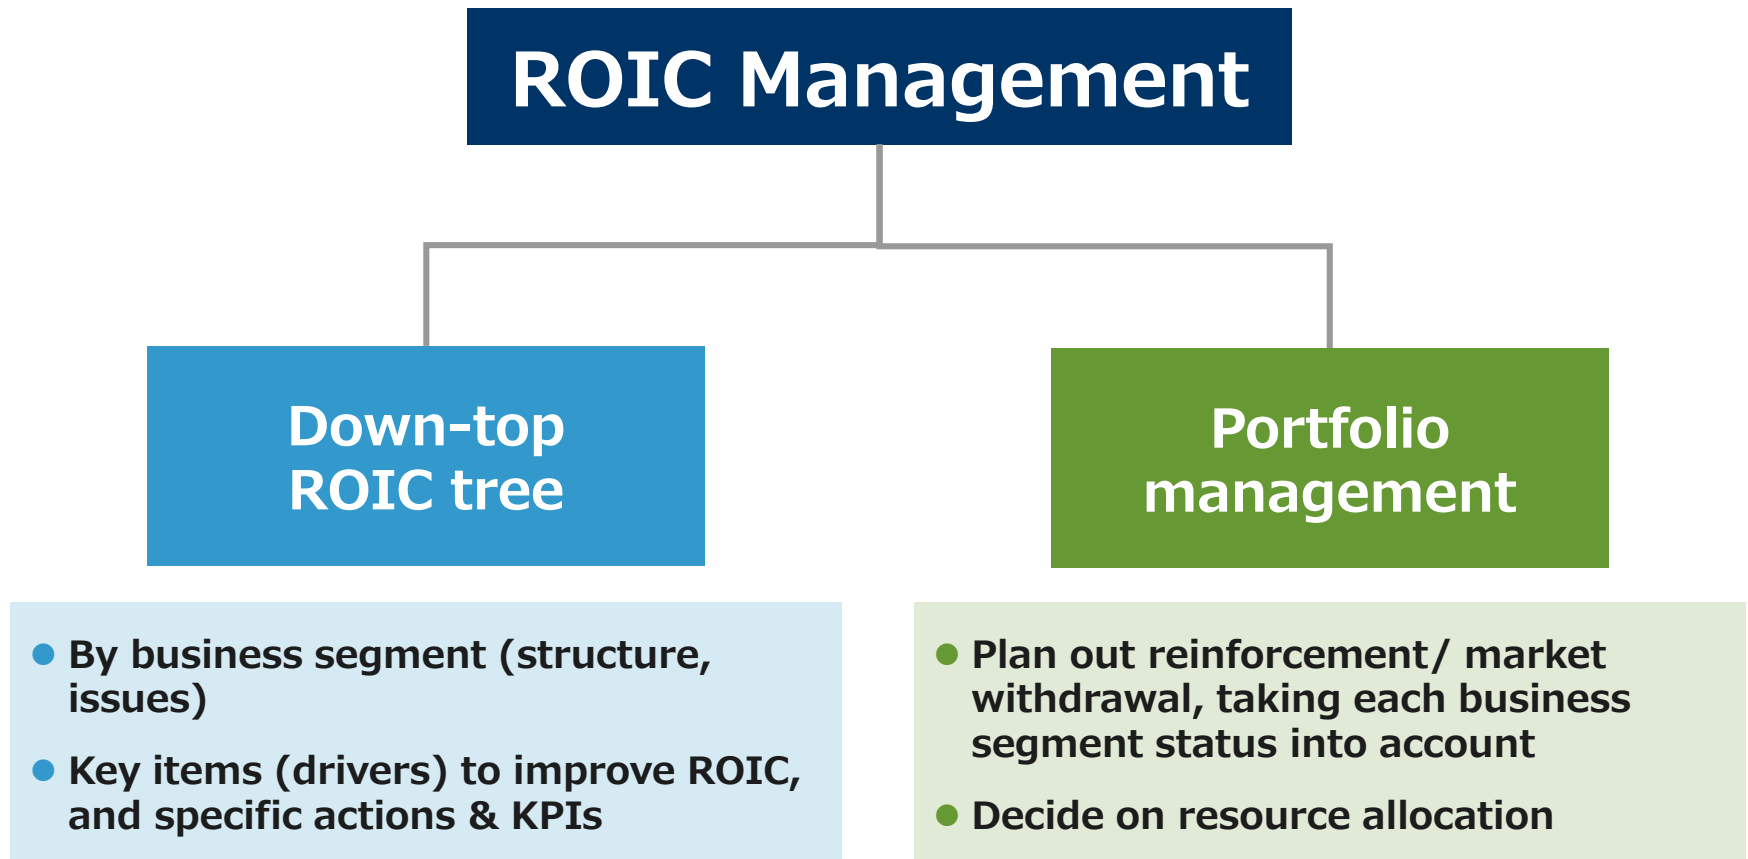 ROIC Management
Down-top
ROIC tree
● By business segment (structure,
issues)
● Key items (drivers) to improve ROIC,
and specific actions & KPIs
Portfolio
management
● Plan out reinforcement/ market
withdrawal, taking each business
segment status into account
● Decide on resource allocation